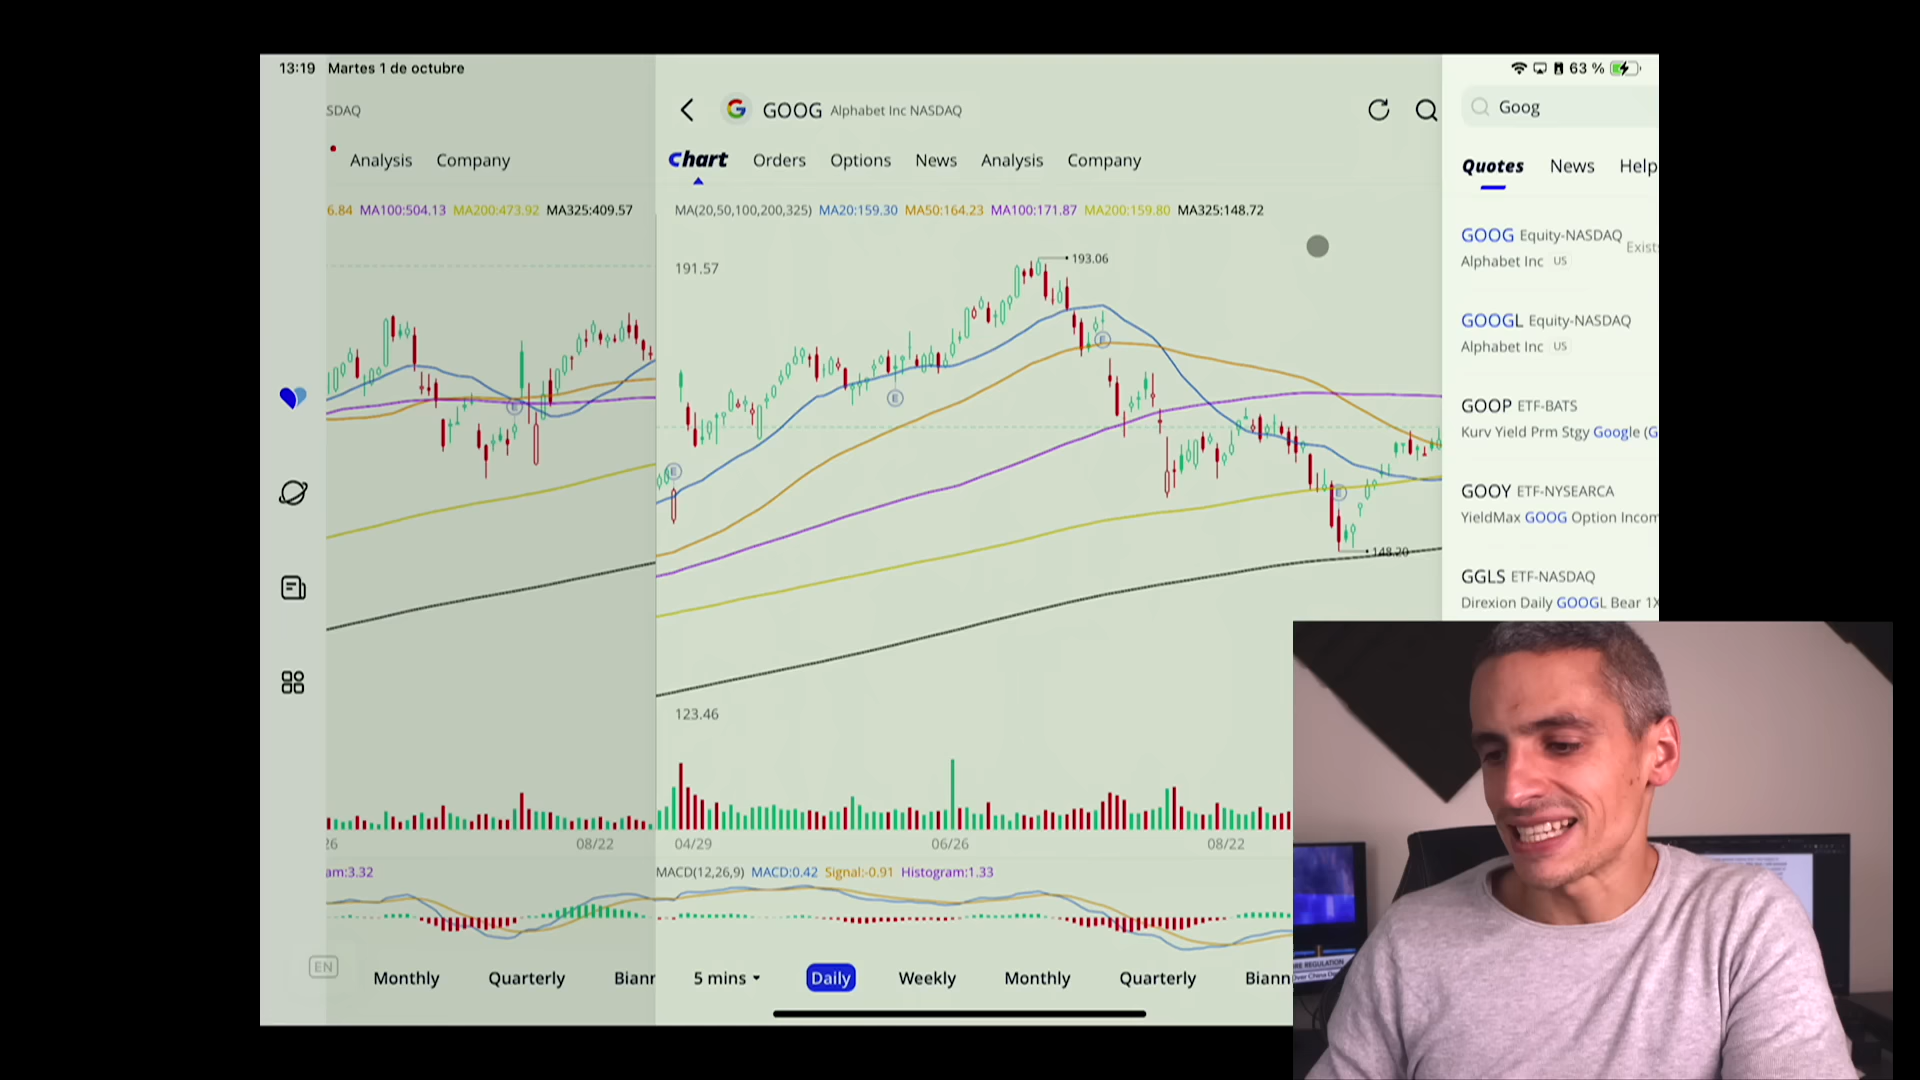 13:19 Martes 1 de octubre
63 %
SDAQ
GOOG Alphabet Inc NASDAQ
Goog
Analysis Company
Chart Orders Options News Analysis Company
Quotes News Help
6.84 MA100:504.13 MA200:473.92 MA325:409.57
MA(20,50,100,200,325) MA20:159.30 MA50:164.23 MA100:171.87 MA200:159.80 MA325:148.72
GOOG Equity-NASDAQ
Exists
Alphabet Inc US
193.06
191.57
GOOGL Equity-NASDAQ
Alphabet Inc US
E
E
E
E
E
GOOP ETF-BATS
Kurv Yield Prm Stgy Google (G
GOOY ETF-NYSEARCA
YieldMax GOOG Option Incom
148.20
GGLS ETF-NASDAQ
Direxion Daily GOOGL Bear 1X
123.46
26 08/22 04/29 06/26 08/22
am:3.32
MACD(12,26,9) MACD:0.42 Signal:-0.91 Histogram:1.33
EN
Monthly Quarterly Biann
5 mins Daily Weekly Monthly Quarterly Biann
RE REGULATION